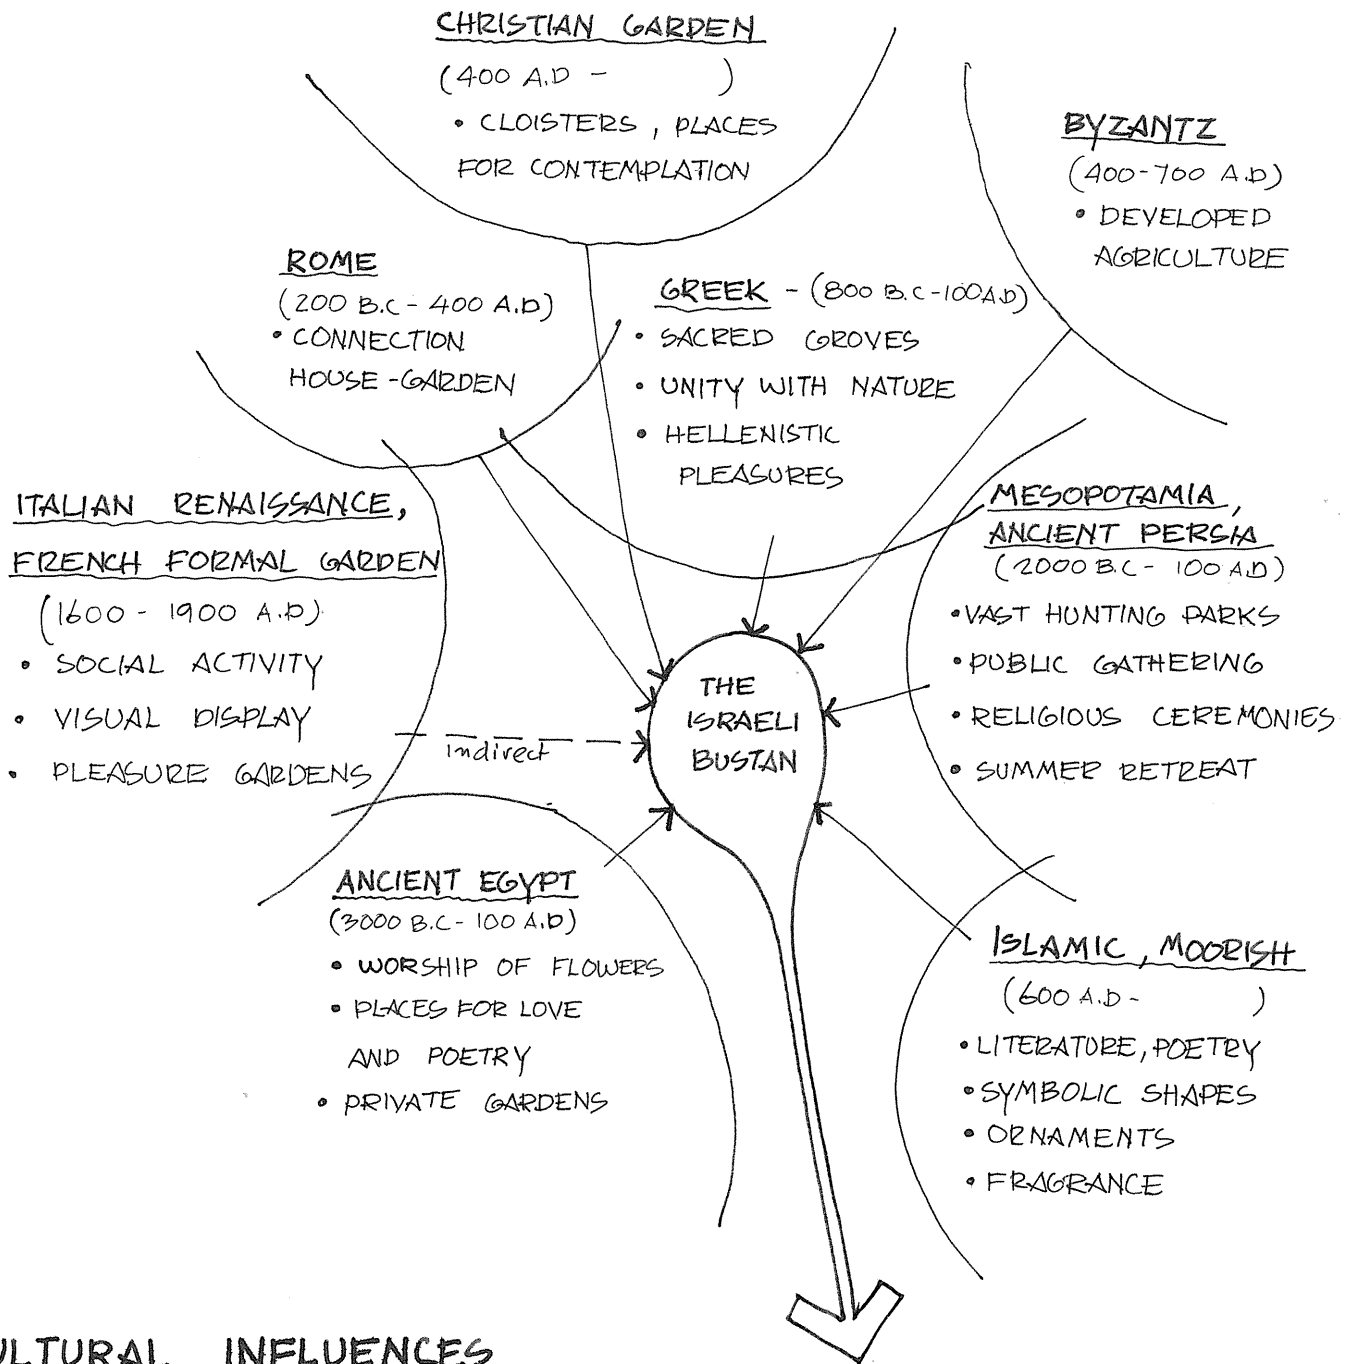 CHRISTIAN GARDEN
(400 A.D - )
• CLOISTERS, PLACES
FOR CONTEMPLATION
BYZANTZ
(400-700 A.D)
• DEVELOPED
AGRICULTURE
ROME
(200 B.C - 400 A.D)
• CONNECTION
HOUSE-GARDEN
GREEK - (800 B.C-100 A.D)
• SACRED GROVES
• UNITY WITH NATURE
• HELLENISTIC
PLEASURES
ITALIAN RENAISSANCE,
FRENCH FORMAL GARDEN
(1600 - 1900 A.D)
• SOCIAL ACTIVITY
• VISUAL DISPLAY
• PLEASURE GARDENS
indirect
MESOPOTAMIA,
ANCIENT PERSIA
(2000 B.C - 100 A.D)
• VAST HUNTING PARKS
• PUBLIC GATHERING
• RELIGIOUS CEREMONIES
• SUMMER RETREAT
THE
ISRAELI
BUSTAN
ANCIENT EGYPT
(3000 B.C - 100 A.D)
• WORSHIP OF FLOWERS
• PLACES FOR LOVE
AND POETRY
• PRIVATE GARDENS
ISLAMIC, MOORISH
(600 A.D - )
• LITERATURE, POETRY
• SYMBOLIC SHAPES
• ORNAMENTS
• FRAGRANCE
ULTURAL INFLUENCES